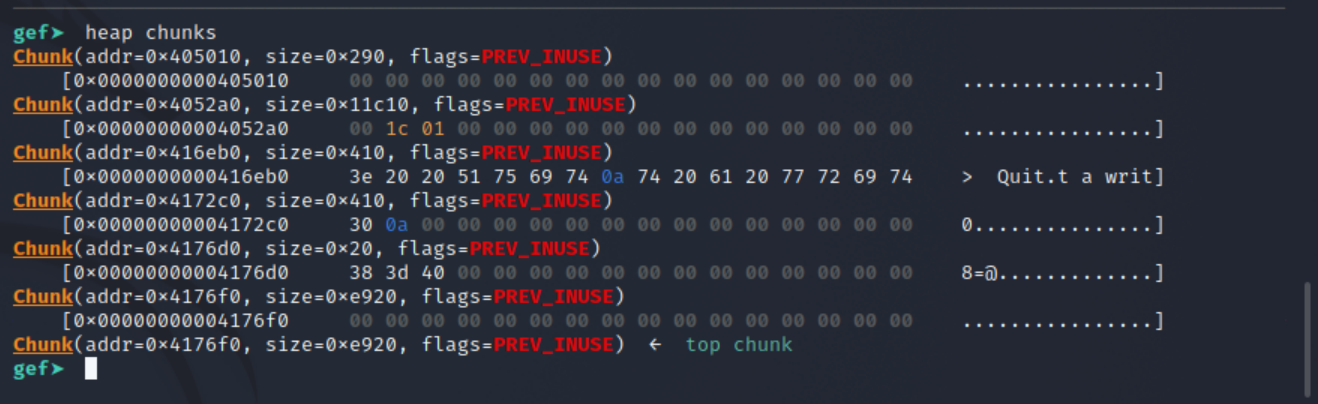 gef➤  heap chunks
Chunk(addr=0×405010, size=0×290, flags=PREV_INUSE)
    [0×0000000000405010     00 00 00 00 00 00 00 00 00 00 00 00 00 00 00 00    ................]
Chunk(addr=0×4052a0, size=0×11c10, flags=PREV_INUSE)
    [0×00000000004052a0     00 1c 01 00 00 00 00 00 00 00 00 00 00 00 00 00    ................]
Chunk(addr=0×416eb0, size=0×410, flags=PREV_INUSE)
    [0×0000000000416eb0     3e 20 20 51 75 69 74 0a 74 20 61 20 77 72 69 74    >  Quit.t a writ]
Chunk(addr=0×4172c0, size=0×410, flags=PREV_INUSE)
    [0×00000000004172c0     30 0a 00 00 00 00 00 00 00 00 00 00 00 00 00 00    0...............]
Chunk(addr=0×4176d0, size=0×20, flags=PREV_INUSE)
    [0×00000000004176d0     38 3d 40 00 00 00 00 00 00 00 00 00 00 00 00 00    8=@.............]
Chunk(addr=0×4176f0, size=0×e920, flags=PREV_INUSE)
    [0×00000000004176f0     00 00 00 00 00 00 00 00 00 00 00 00 00 00 00 00    ................]
Chunk(addr=0×4176f0, size=0×e920, flags=PREV_INUSE)  ←  top chunk
gef➤